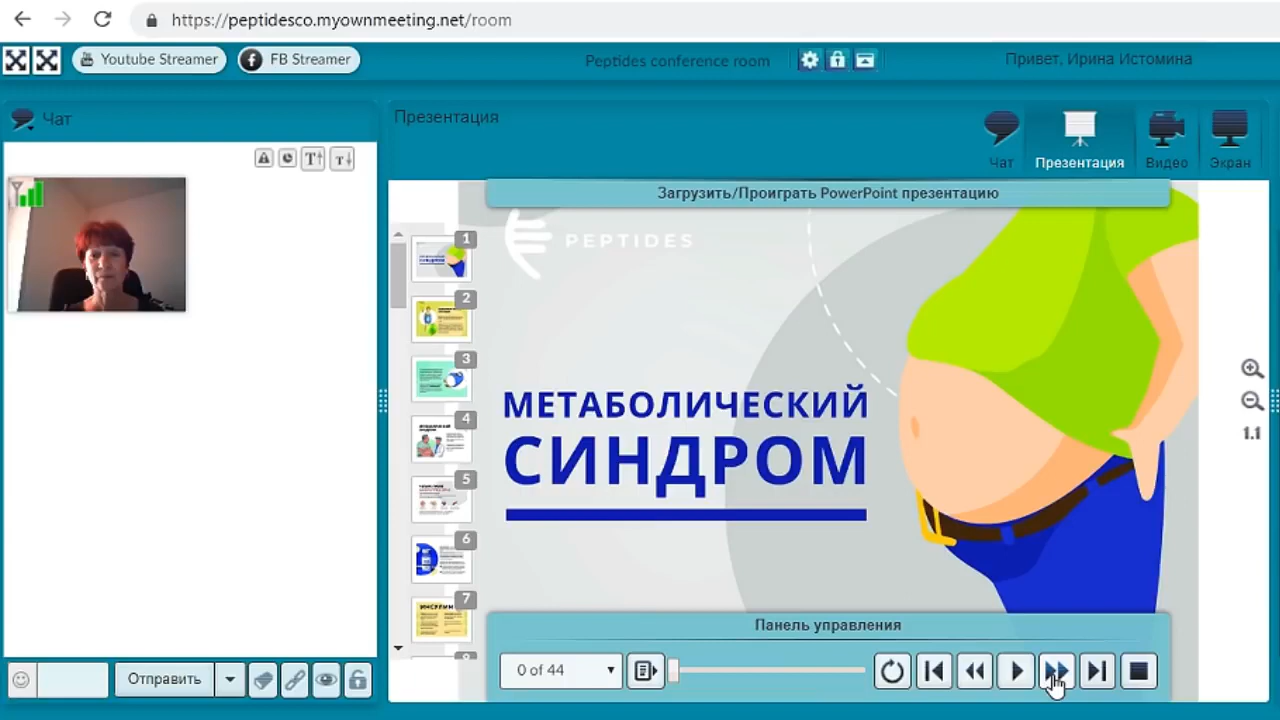 https://peptidesco.myownmeeting.net/room
Youtube Streamer
FB Streamer
Peptides conference room
Привет, Ирина Истомина
Чат
Презентация
Чат
Презентация
Видео
Экран
Загрузить/Проиграть PowerPoint презентацию
PEPTIDES
1
2
3
4
5
6
7
ИНСУЛИН
МЕТАБОЛИЧЕСКИЙ
СИНДРОМ
1.1
Панель управления
0 of 44
Отправить